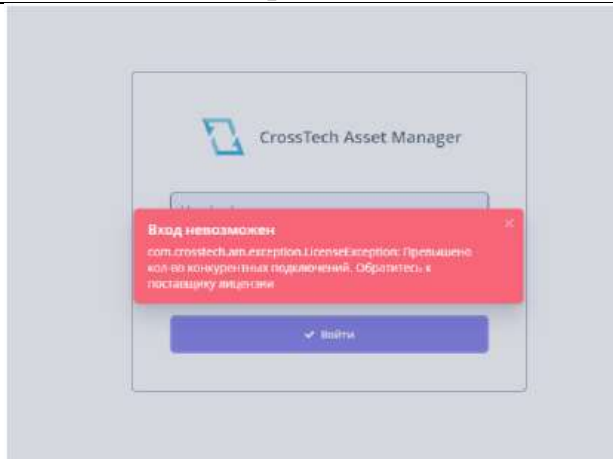 CrossTech Asset Manager
Вход невозможен
com.crosstech.am.exception.LicenseException: Превышено
кол-во конкурентных подключений. Обратитесь к
поставщику лицензии
Войти